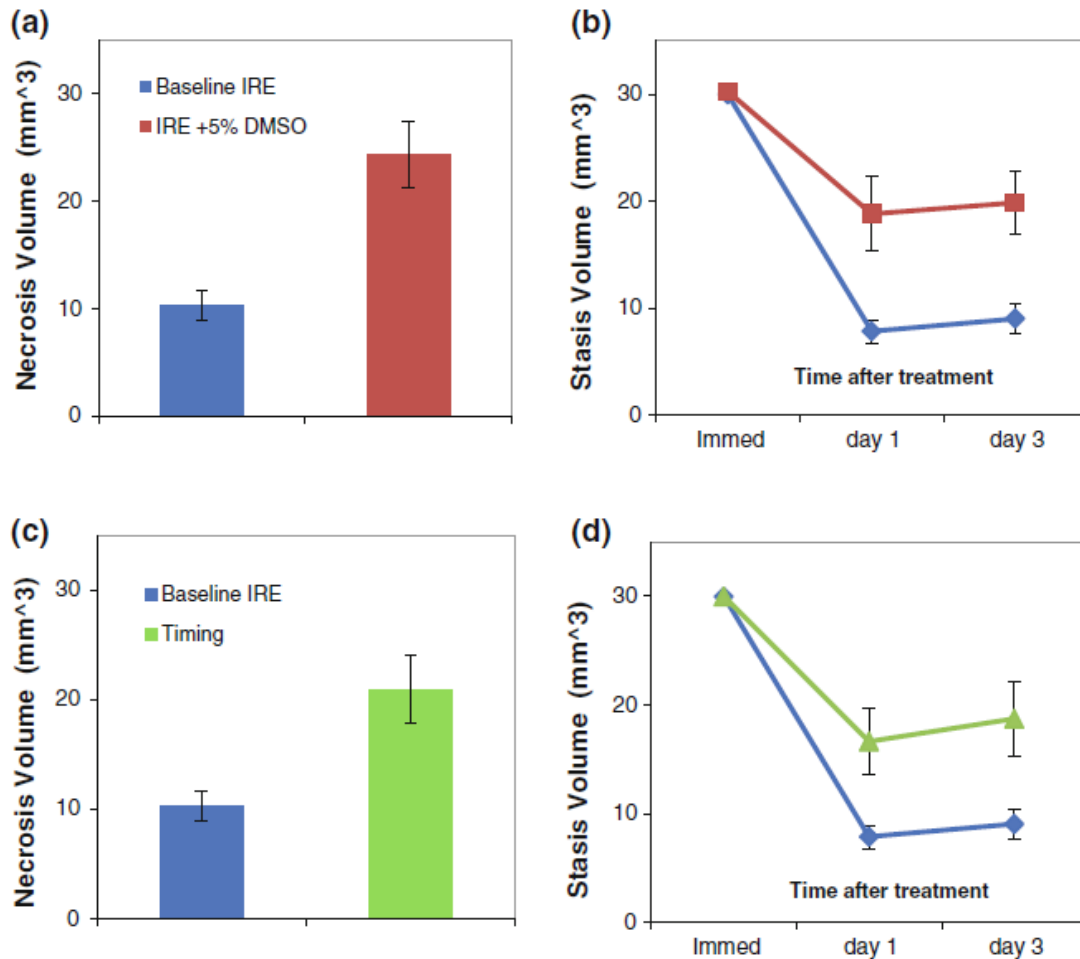 (a)
Necrosis Volume (mm^3)
30
20
10
0
Baseline IRE
IRE +5% DMSO
(b)
Stasis Volume (mm^3)
30
20
10
0
Time after treatment
Immed day 1 day 3
(c)
Necrosis Volume (mm^3)
30
20
10
0
Baseline IRE
Timing
(d)
Stasis Volume (mm^3)
30
20
10
0
Time after treatment
Immed day 1 day 3